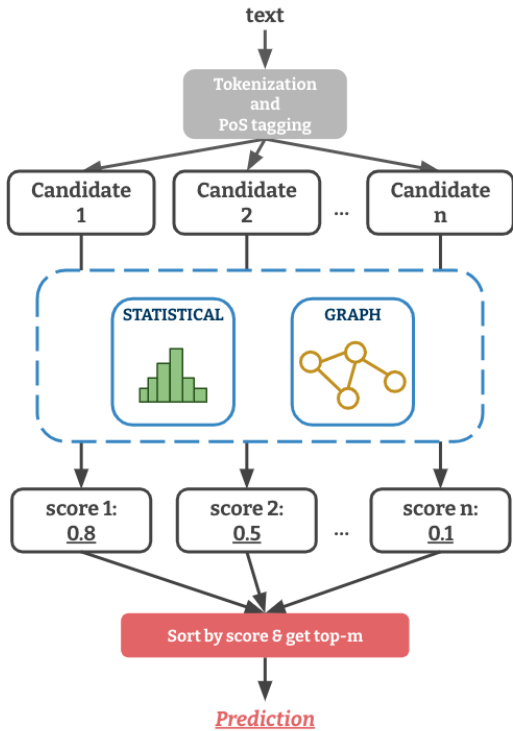 text
Tokenization
and
PoS tagging
Candidate
1
Candidate
2
...
Candidate
n
STATISTICAL
GRAPH
score 1:
0.8
score 2:
0.5
...
score n:
0.1
Sort by score & get top-m
Prediction